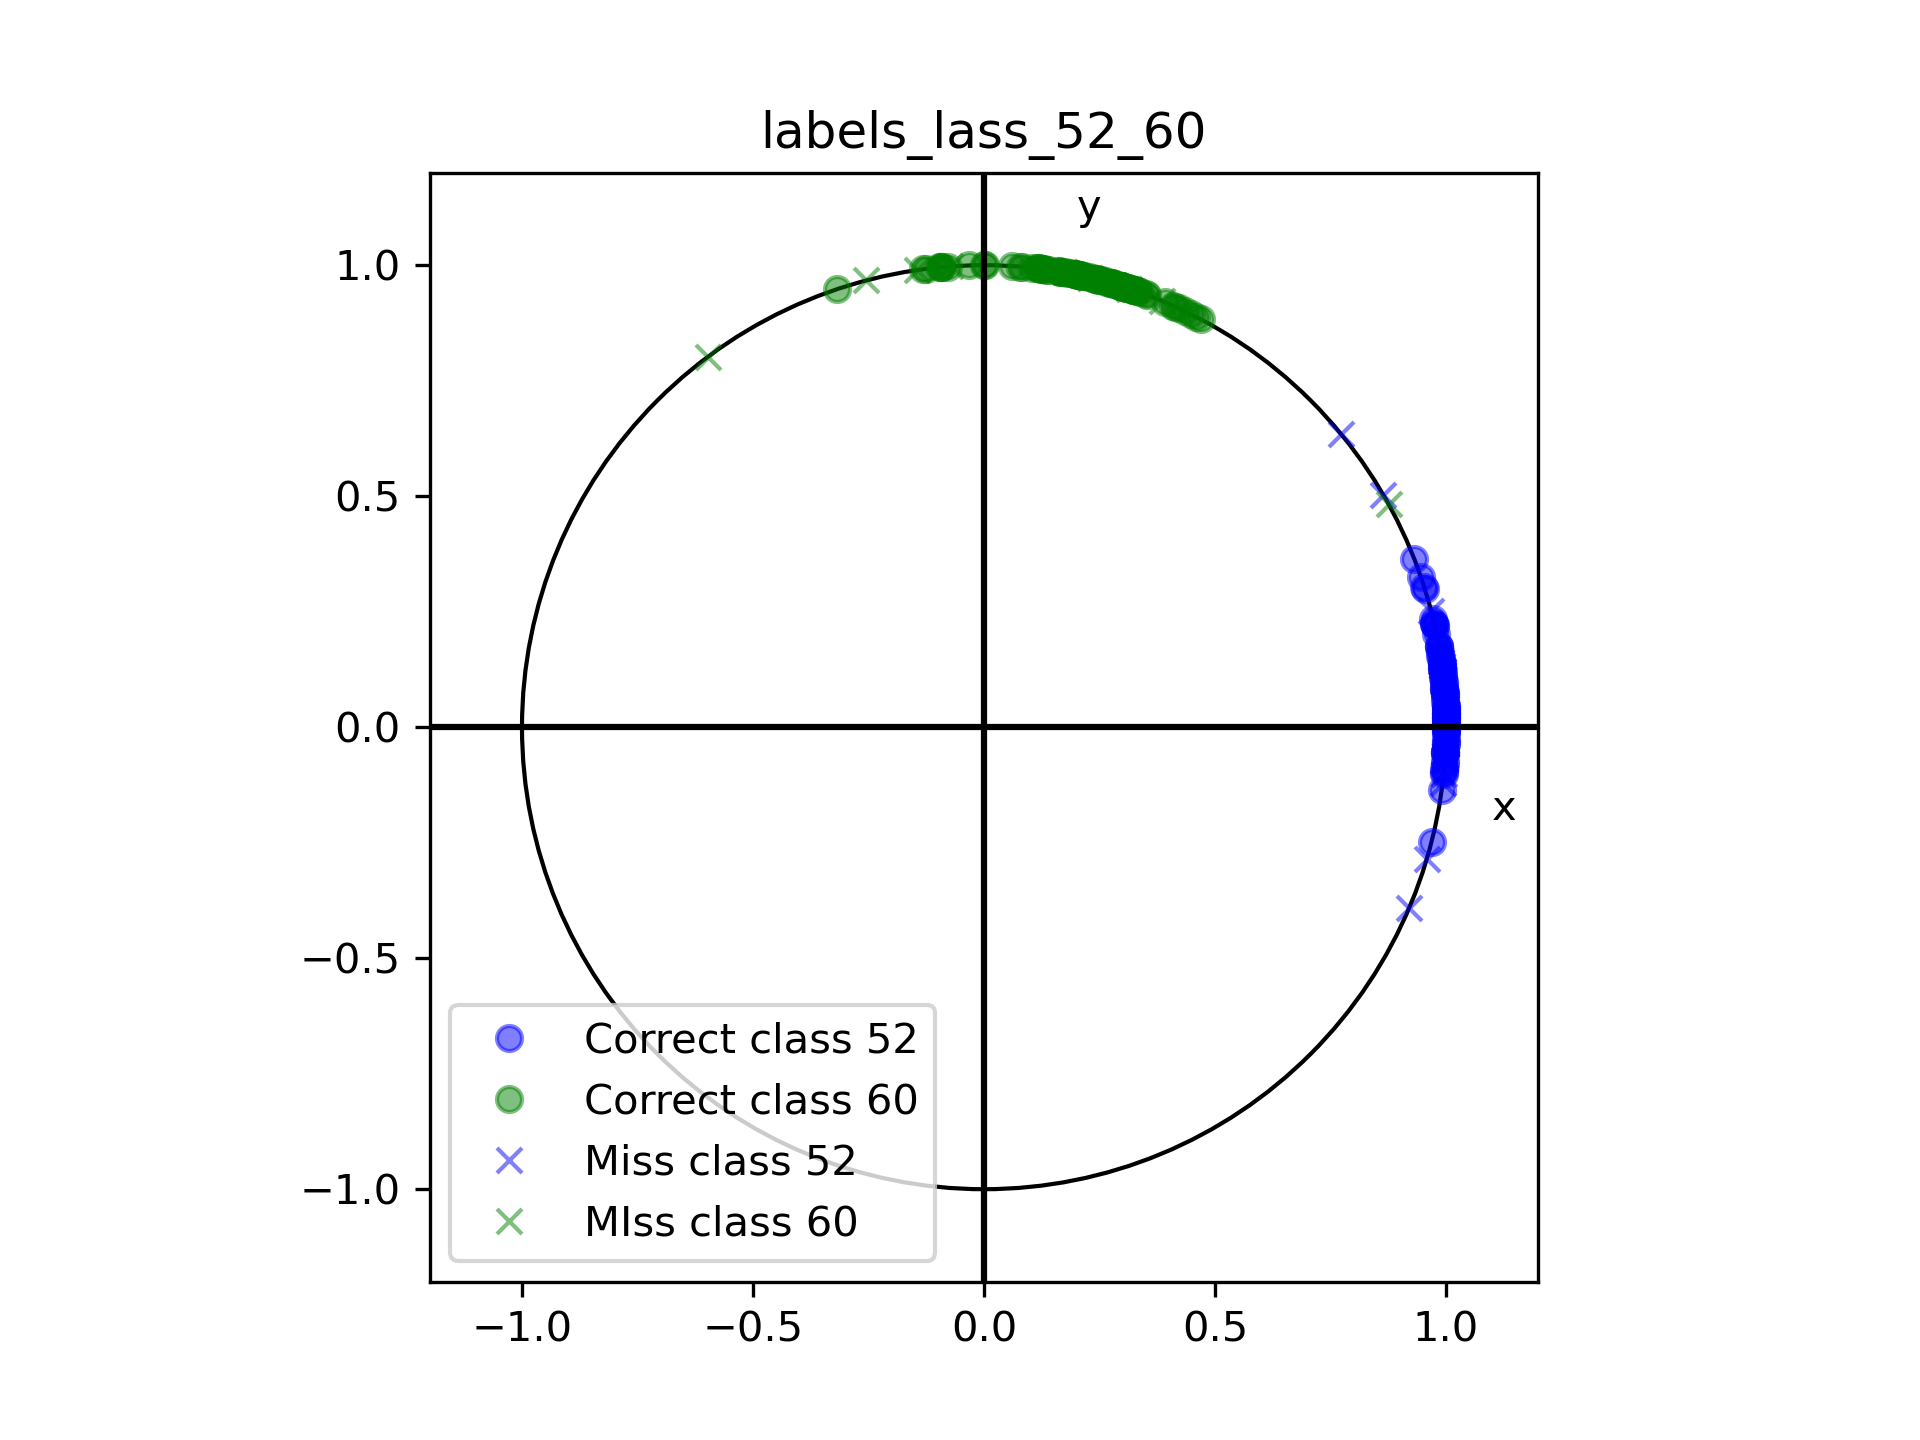 labels_lass_52_60
y
1.0
0.5
0.0
x
−0.5
−1.0
Correct class 52
Correct class 60
Miss class 52
MIss class 60
−1.0 −0.5 0.0 0.5 1.0